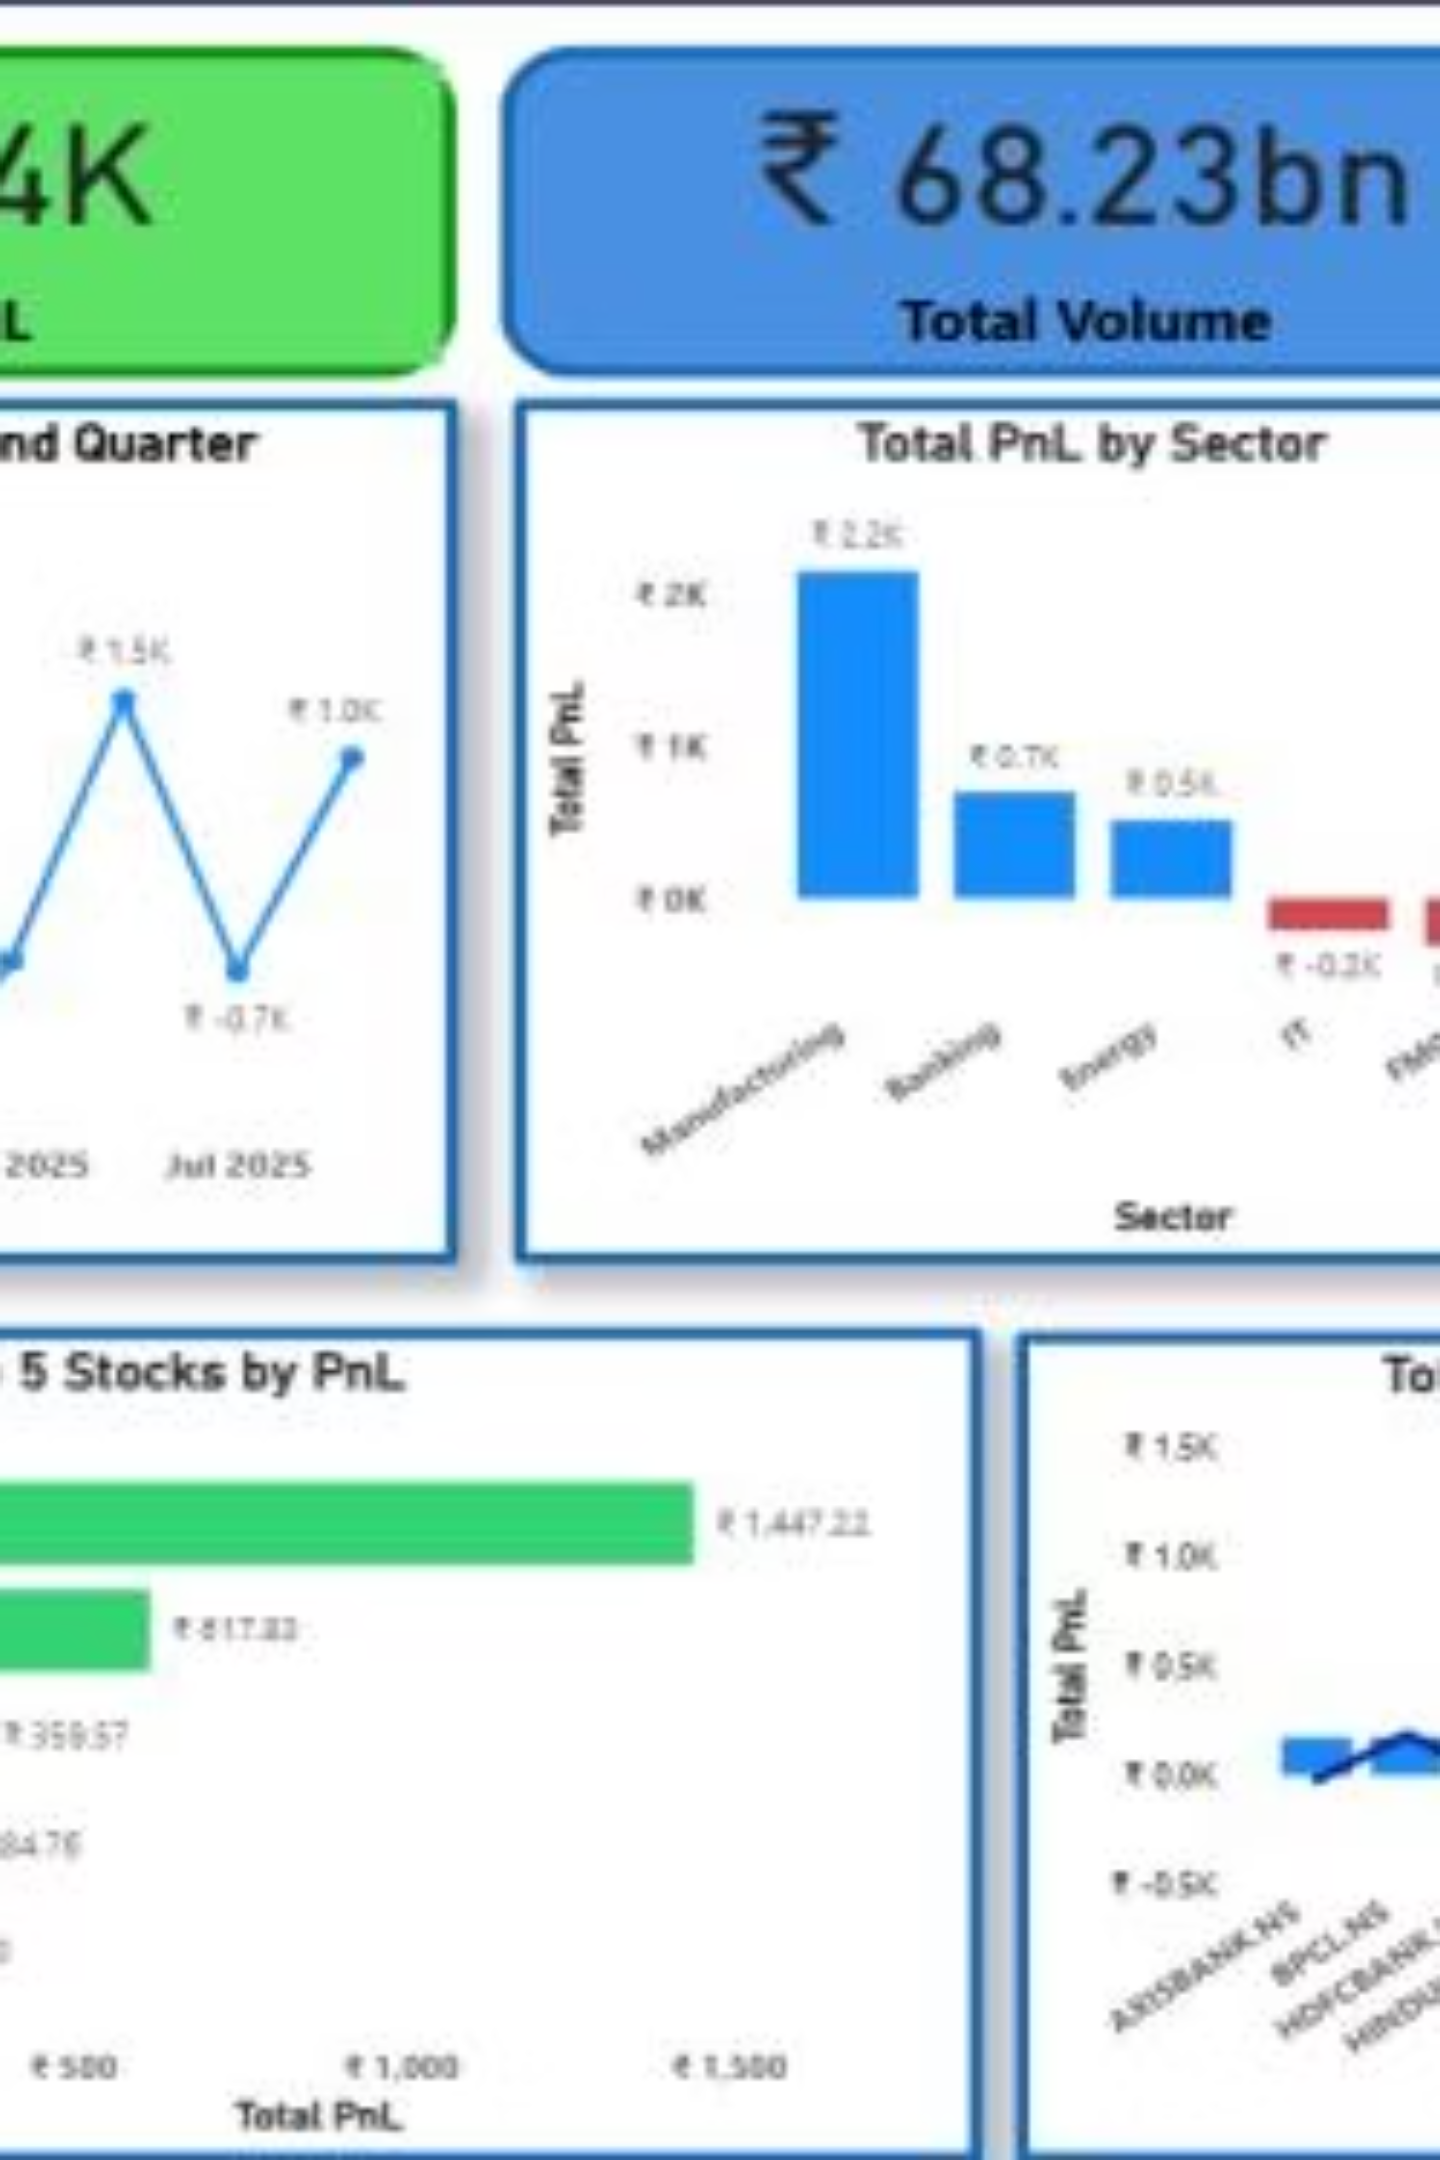 4K
L
₹ 68.23bn
Total Volume
nd Quarter
₹ 1.5K
₹ 1.0K
₹ -0.7K
2025
Jul 2025
Total PnL by Sector
₹ 2.2K
₹ 2K
₹ 1K
₹ 0K
Total PnL
₹ 0.7K
₹ 0.5K
Manufacturing
Banking
Energy
IT
Sector
5 Stocks by PnL
₹ 1,447.22
₹ 500
₹ 1,000
₹ 1,500
Total PnL
₹ 1.5K
₹ 1.0K
₹ 0.5K
₹ 0.0K
₹ -0.5K
Total PnL
AXISBANK.NS
BPCL.NS
HDFCBANK.
HINDU